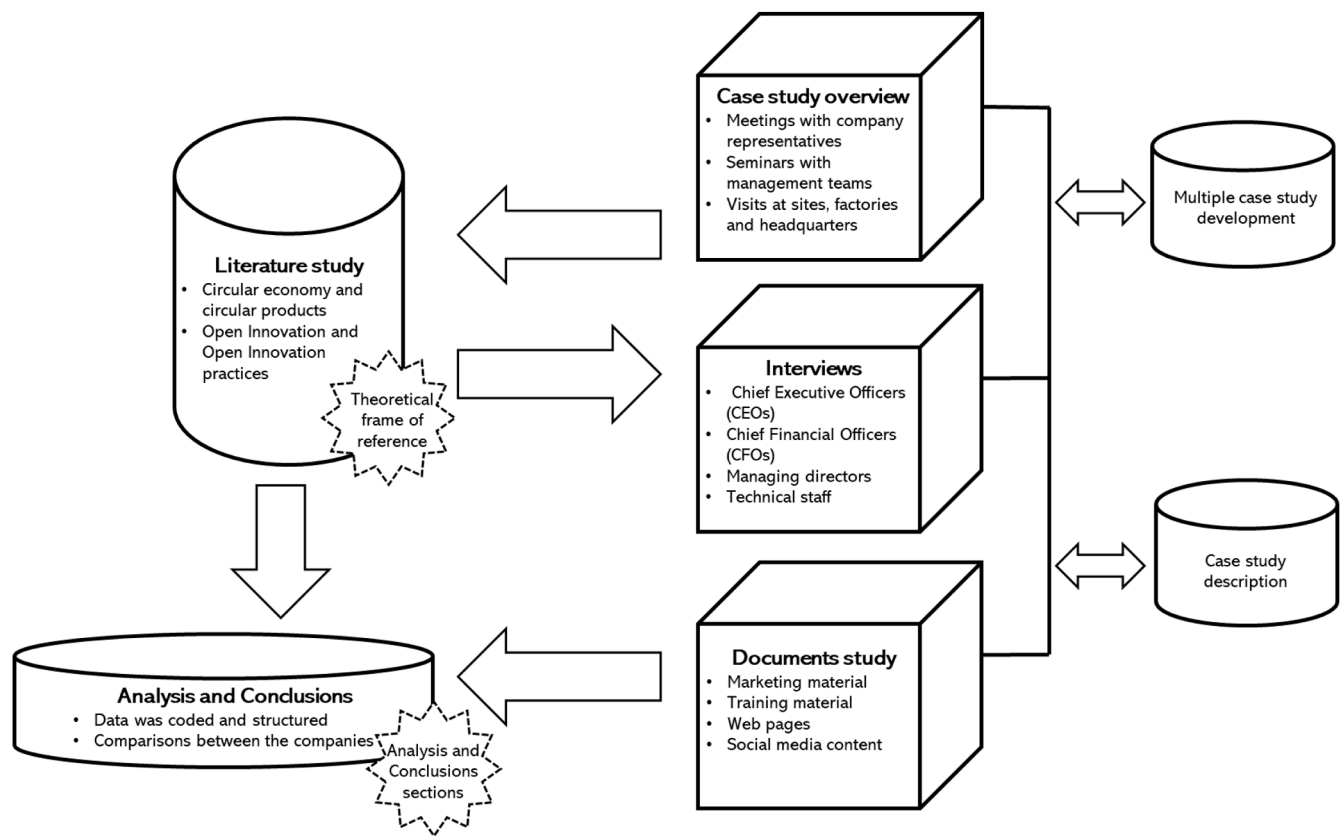 Case study overview
• Meetings with company
representatives
• Seminars with
management teams
• Visits at sites, factories
and headquarters
Multiple case study
development
Literature study
• Circular economy and
circular products
• Open Innovation and
Open Innovation
practices
Theoretical
frame of
reference
Interviews
• Chief Executive Officers
(CEOs)
• Chief Financial Officers
(CFOs)
• Managing directors
• Technical staff
Case study
description
Documents study
• Marketing material
• Training material
• Web pages
• Social media content
Analysis and Conclusions
• Data was coded and structured
• Comparisons between the companies
Analysis and
Conclusions
sections